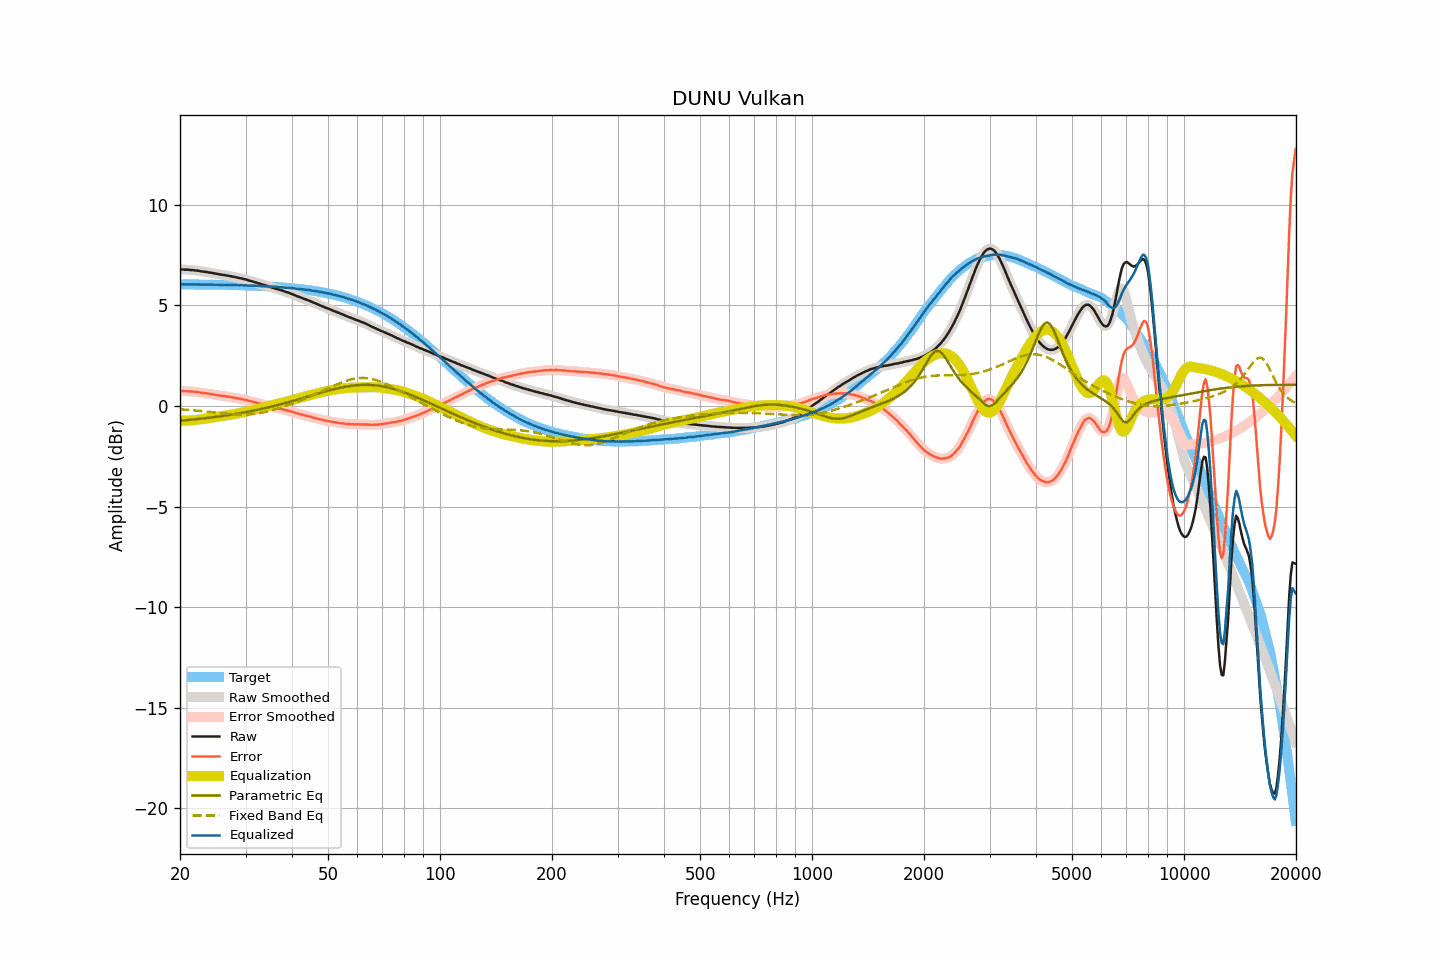 DUNU Vulkan
Amplitude (dBr)
10
5
0
−5
−10
−15
−20
Target
Raw Smoothed
Error Smoothed
Raw
Error
Equalization
Parametric Eq
Fixed Band Eq
Equalized
20 50 100 200 500 1000 2000 5000 10000 20000
Frequency (Hz)